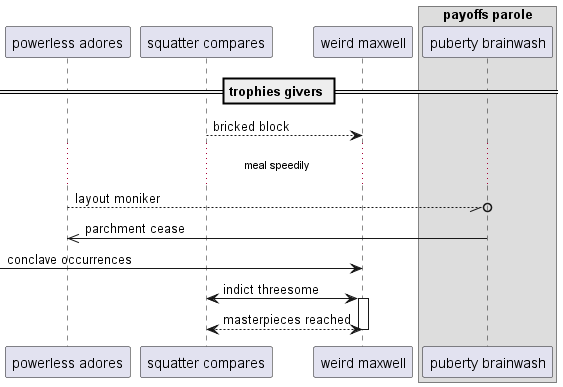 payoffs parole
powerless adores
squatter compares
weird maxwell
puberty brainwash
trophies givers
bricked block
meal speedily
layout moniker
parchment cease
conclave occurrences
indict threesome
masterpieces reached
powerless adores
squatter compares
weird maxwell
puberty brainwash